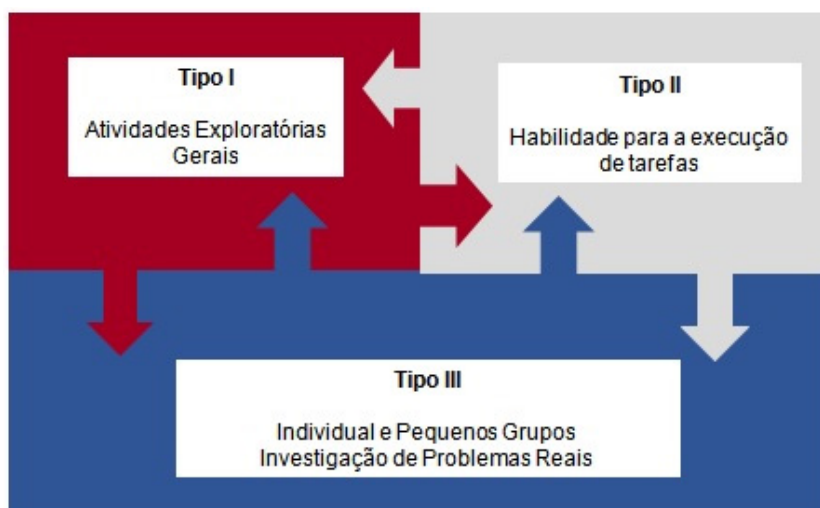 Tipo I
Atividades Exploratórias
Gerais
Tipo II
Habilidade para a execução
de tarefas
Tipo III
Individual e Pequenos Grupos
Investigação de Problemas Reais